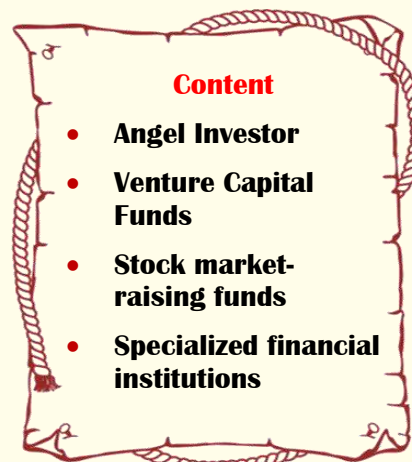 Content
• Angel Investor
• Venture Capital
Funds
• Stock market-
raising funds
• Specialized financial
institutions